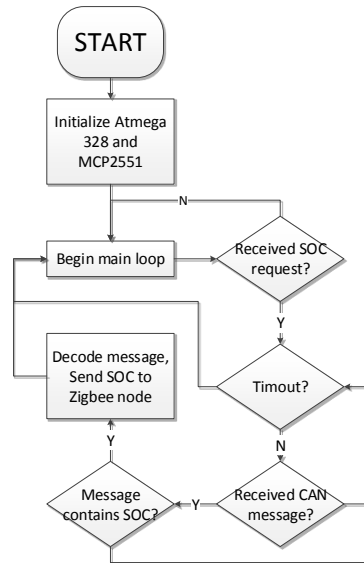 START
Initialize Atmega
328 and
MCP2551
N
Begin main loop
Received SOC
request?
Y
Decode message,
Send SOC to
Zigbee node
Timout?
Y
N
Message
contains SOC?
Y
Received CAN
message?